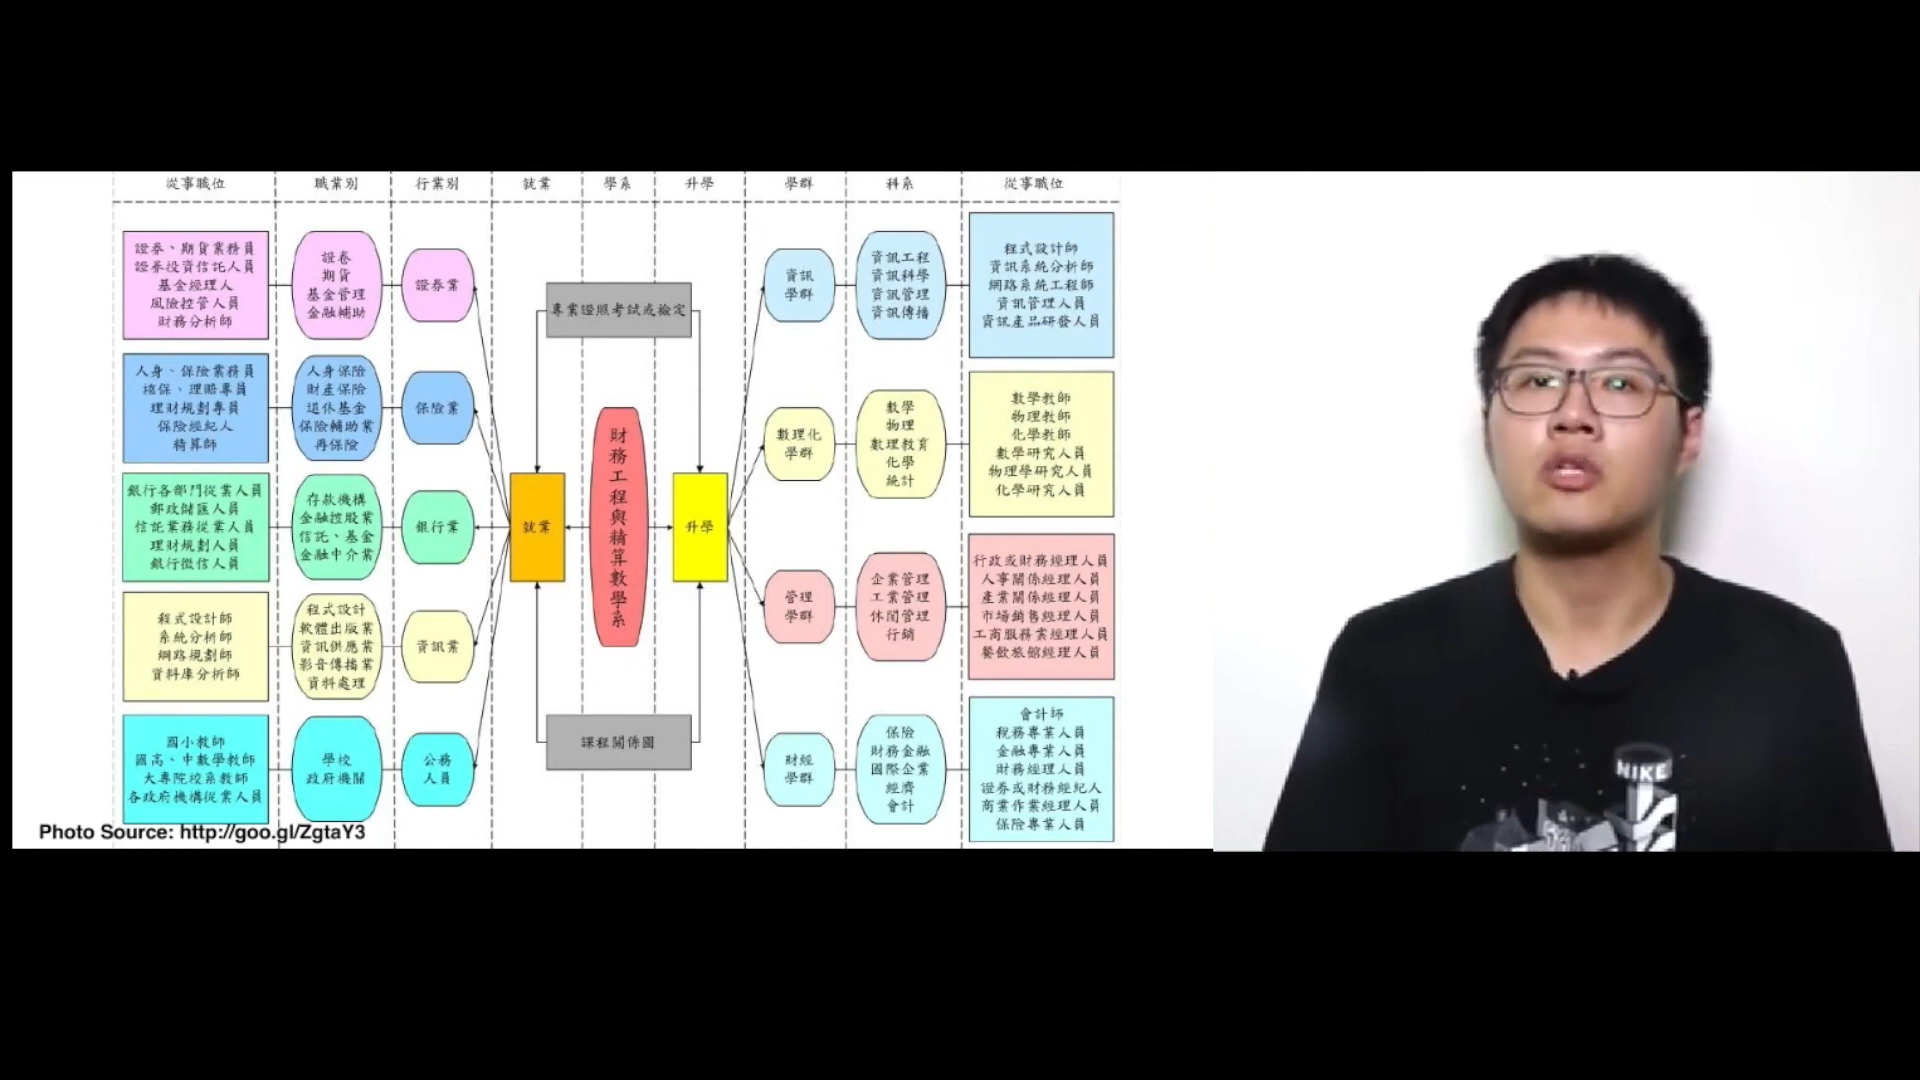 從事職位
職業別
行業別
就業
學系
升學
學群
科系
從事職位
證券、期貨業務員
證券投資信託人員
基金經理人
風險控管人員
財務分析師
證卷
期貨
基金管理
金融輔助
證券業
人身、保險業務員
核保、理賠專員
理財規劃專員
保險經紀人
精算師
人身保險
財產保險
退休基金
保險輔助業
再保險
保險業
銀行各部門從業人員
郵政儲匯人員
信託業務從業人員
理財規劃人員
銀行徵信人員
存款機構
金融控股業
信託、基金
金融中介業
銀行業
程式設計師
系統分析師
網路規劃師
資料庫分析師
程式設計
軟體出版業
資訊供應業
影音傳播業
資料處理
資訊業
國小教師
國高、中數學教師
大專院校系教師
各政府機構從業人員
學校
政府機關
公務
人員
專業證照考試或檢定
就業
財務工程與精算數學系
升學
課程關係圖
資訊
學群
資訊工程
資訊科學
資訊管理
資訊傳播
程式設計師
資訊系統分析師
網路系統工程師
資訊管理人員
資訊產品研發人員
數理化
學群
數學
物理
數理教育
化學
統計
數學教師
物理教師
化學教師
數學研究人員
物理學研究人員
化學研究人員
管理
學群
企業管理
工業管理
休閒管理
行銷
行政或財務經理人員
人事關係經理人員
產業關係經理人員
市場銷售經理人員
工商服務業經理人員
餐飲旅館經理人員
財經
學群
保險
財務金融
國際企業
經濟
會計
會計師
稅務專業人員
金融專業人員
財務經理人員
證券或財務經紀人
商業作業經理人員
保險專業人員
Photo Source: http://goo.gl/ZgtaY3
NIKE